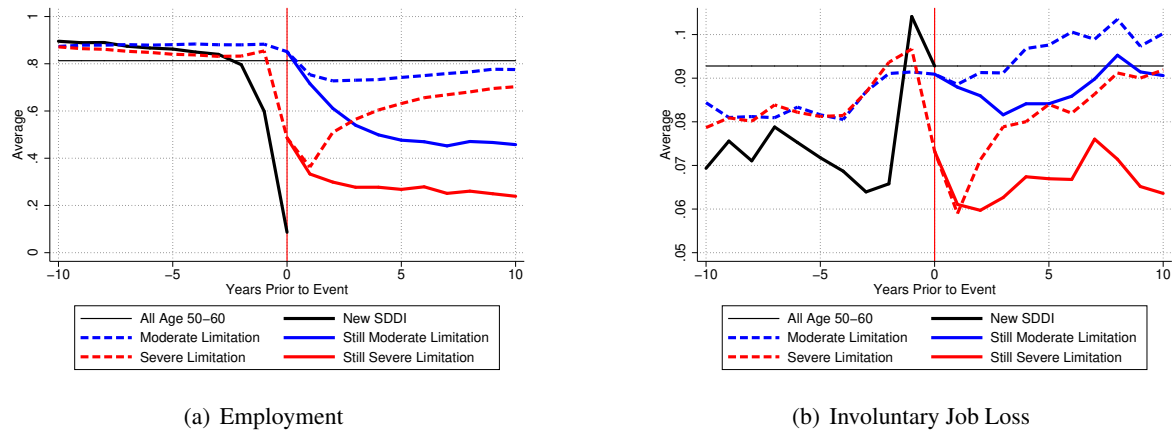 1
.8
.6
.4
.2
0
Average
−10
−5
0
5
10
Years Prior to Event
All Age 50−60
New SDDI
Moderate Limitation
Still Moderate Limitation
Severe Limitation
Still Severe Limitation
(a) Employment
.1
.09
.08
.07
.06
.05
Average
−10
−5
0
5
10
Years Prior to Event
All Age 50−60
New SDDI
Moderate Limitation
Still Moderate Limitation
Severe Limitation
Still Severe Limitation
(b) Involuntary Job Loss